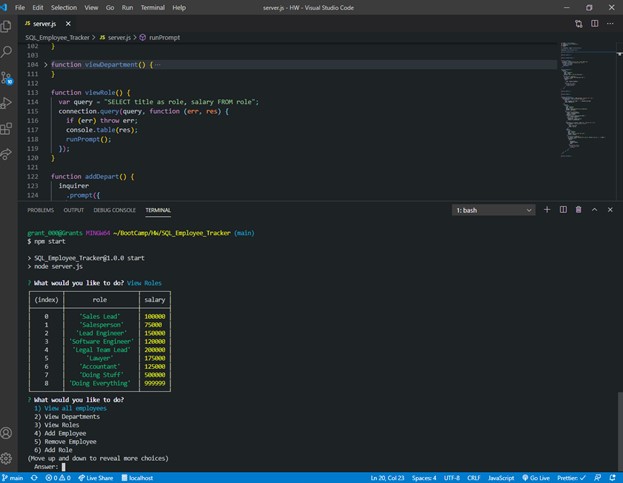 File Edit Selection View Go Run Terminal Help server.js - HW - Visual Studio Code
server.js
SQL_Employee_Tracker > server.js > runPrompt
102 }
103
104 function viewDepartment() {
111 }
112
113 function viewRole() {
114 var query = "SELECT title as role, salary FROM role";
115 connection.query(query, function (err, res) {
116 if (err) throw err;
117 console.table(res);
118 runPrompt();
119 });
120 }
121
122 function addDepart() {
123 inquirer
124 .prompt({
PROBLEMS OUTPUT DEBUG CONSOLE TERMINAL 1: bash
grant_000@Grants MINGW64 ~/BootCamp/HW/SQL_Employee_Tracker (main)
$ npm start
> SQL_Employee_Tracker@1.0.0 start
> node server.js
? What would you like to do? View Roles
(index) role salary
0 'Sales Lead' 100000
1 'Salesperson' 75000
2 'Lead Engineer' 150000
3 'Software Engineer' 120000
4 'Legal Team Lead' 200000
5 'Lawyer' 175000
6 'Accountant' 125000
7 'Doing Stuff' 500000
8 'Doing Everything' 999999
? What would you like to do?
1) View all employees
2) View Departments
3) View Roles
4) Add Employee
5) Remove Employee
6) Add Role
(Move up and down to reveal more choices)
Answer:
main 0 0 Live Share localhost Ln 20, Col 23 Spaces: 4 UTF-8 CRLF JavaScript Go Live Prettier: ✓